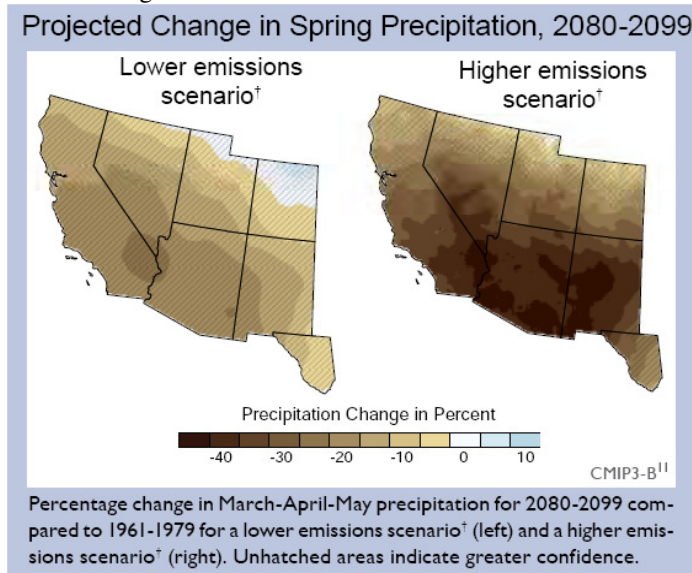 Projected Change in Spring Precipitation, 2080-2099
Lower emissions
scenario†
Higher emissions
scenario†
Precipitation Change in Percent
-40 -30 -20 -10 0 10
CMIP3-B11
Percentage change in March-April-May precipitation for 2080-2099 com-
pared to 1961-1979 for a lower emissions scenario† (left) and a higher emis-
sions scenario† (right). Unhatched areas indicate greater confidence.